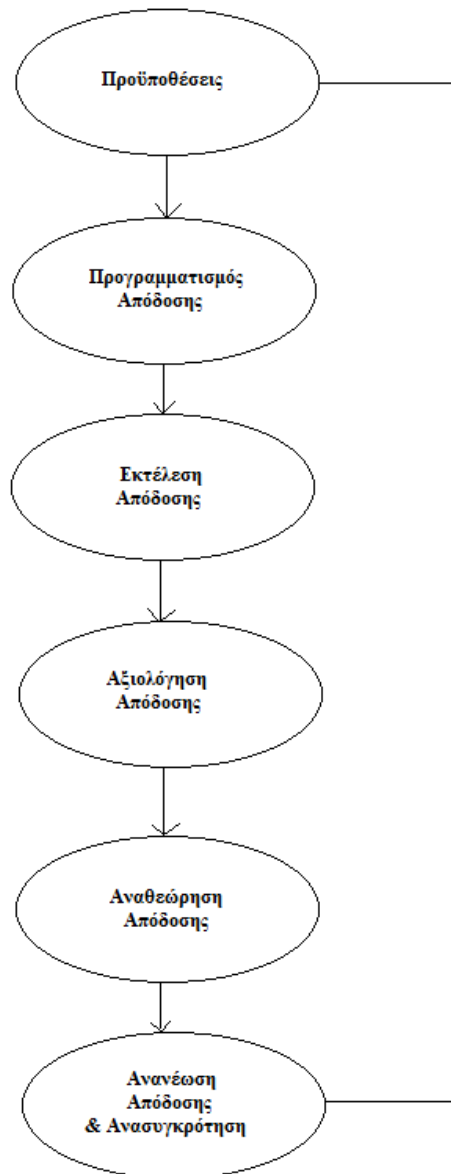 Προϋποθέσεις
Προγραμματισμός
Απόδοσης
Εκτέλεση
Απόδοσης
Αξιολόγηση
Απόδοσης
Αναθεώρηση
Απόδοσης
Ανανέωση
Απόδοσης
& Ανασυγκρότηση